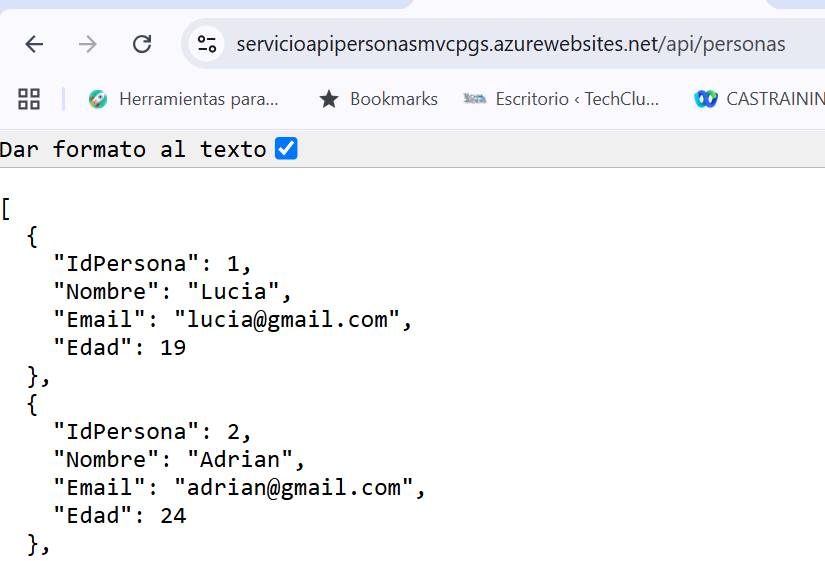 servicioapipersonasmvcpgs.azurewebsites.net/api/personas
Herramientas para... Bookmarks Escritorio ‹ TechClu... CASTRAININ
Dar formato al texto
[
  {
    "IdPersona": 1,
    "Nombre": "Lucia",
    "Email": "lucia@gmail.com",
    "Edad": 19
  },
  {
    "IdPersona": 2,
    "Nombre": "Adrian",
    "Email": "adrian@gmail.com",
    "Edad": 24
  },